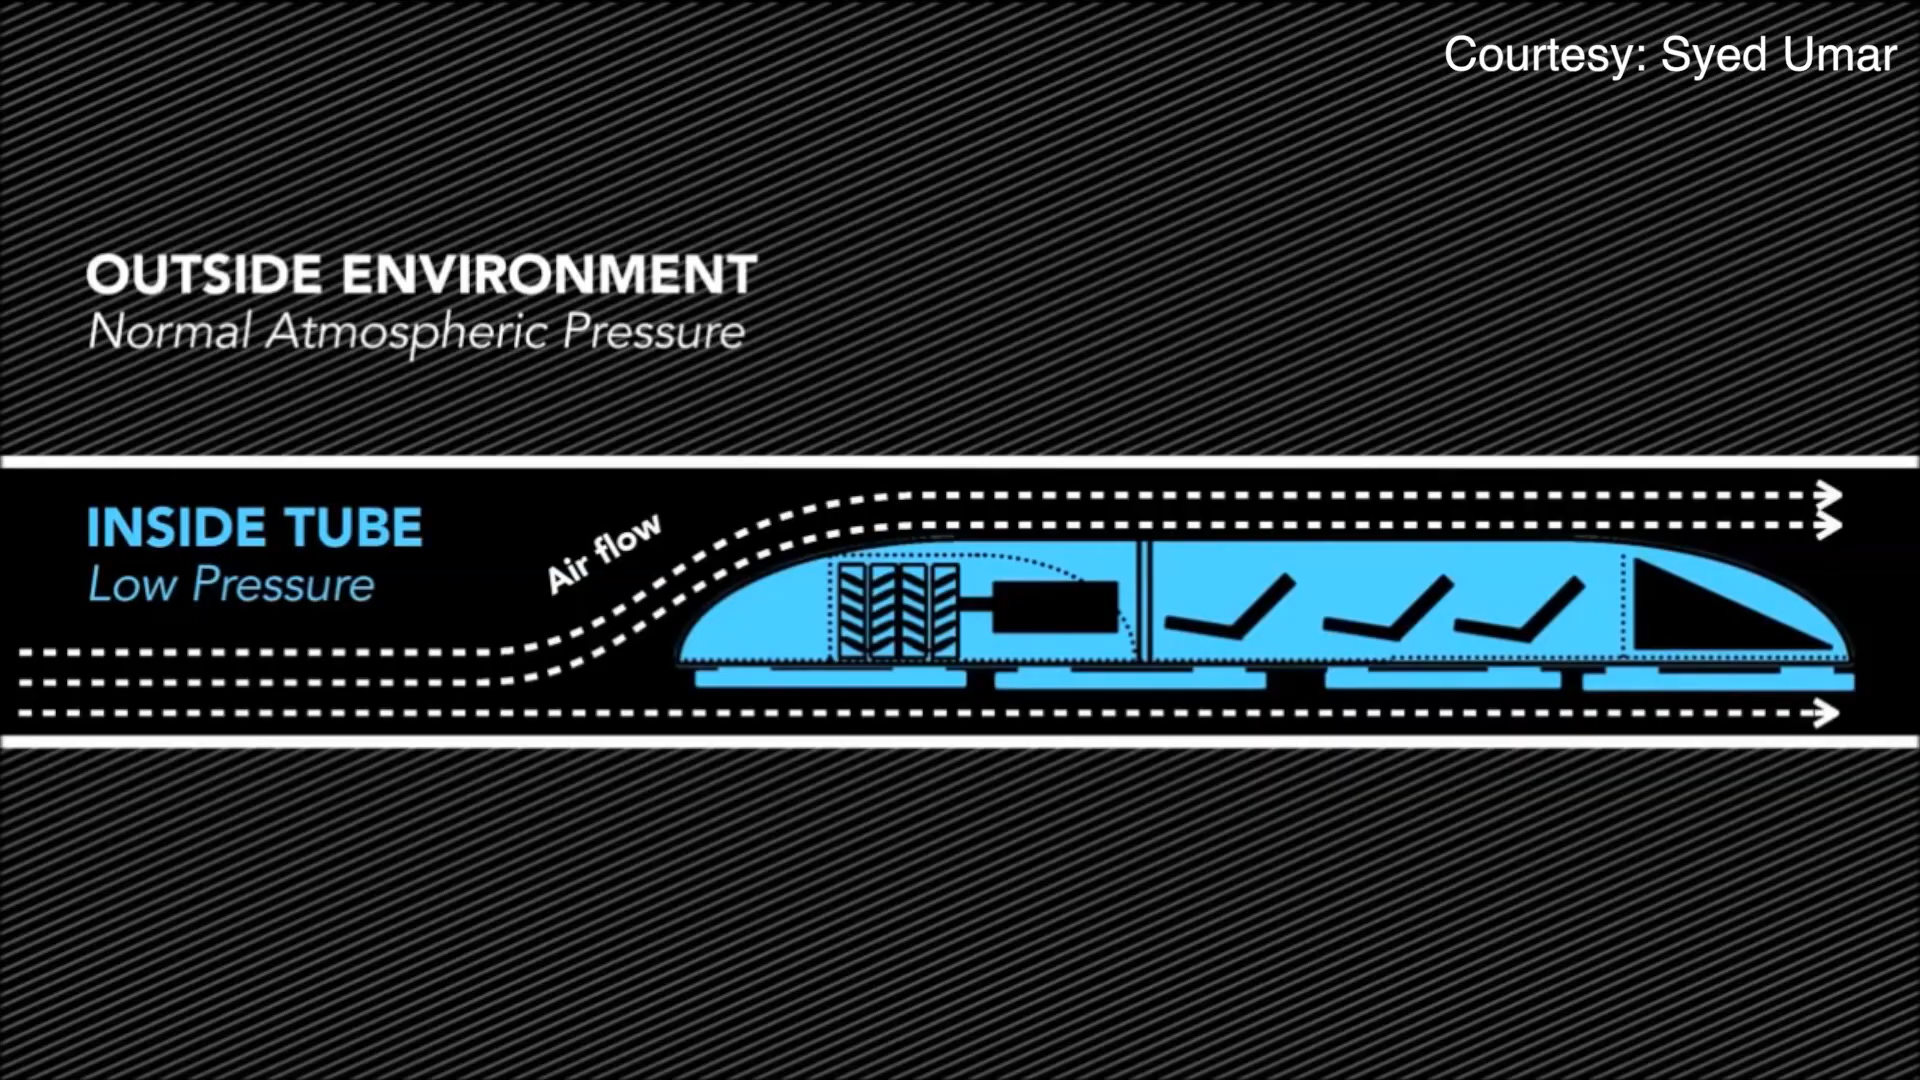 Courtesy: Syed Umar
OUTSIDE ENVIRONMENT
Normal Atmospheric Pressure
INSIDE TUBE
Low Pressure
Air flow